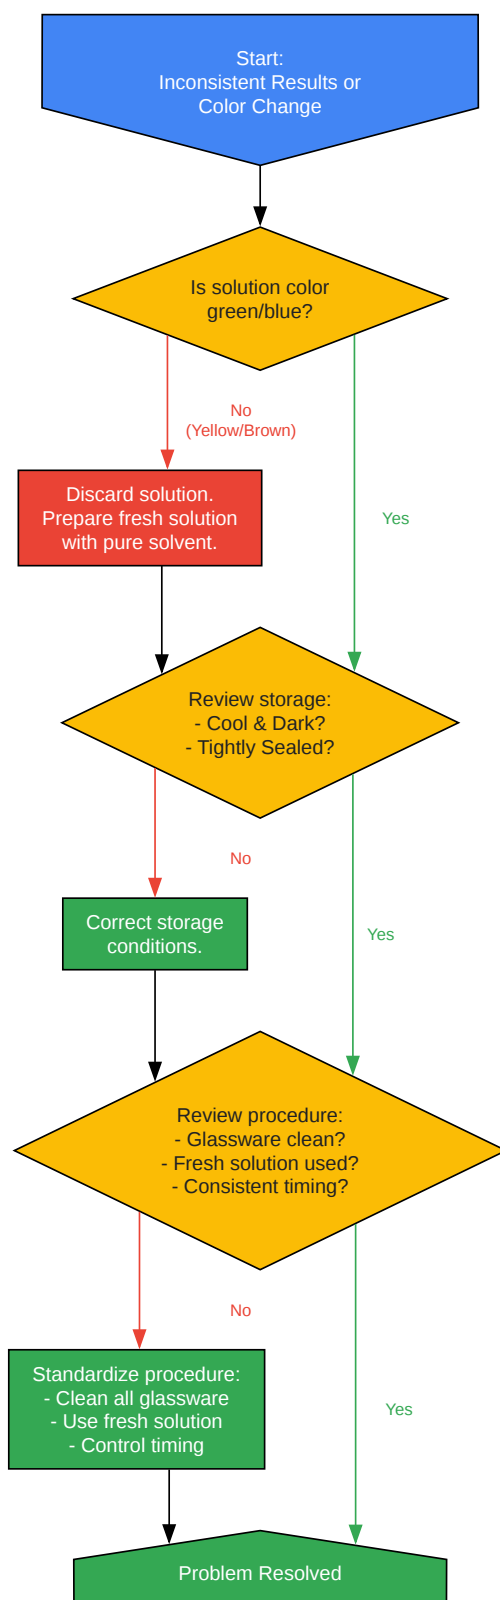 Start:
Inconsistent Results or
Color Change
Is solution color
green/blue?
No
(Yellow/Brown)
Discard solution.
Prepare fresh solution
with pure solvent.
Yes
Review storage:
- Cool & Dark?
- Tightly Sealed?
No
Correct storage
conditions.
Yes
Review procedure:
- Glassware clean?
- Fresh solution used?
- Consistent timing?
No
Standardize procedure:
- Clean all glassware
- Use fresh solution
- Control timing
Yes
Problem Resolved